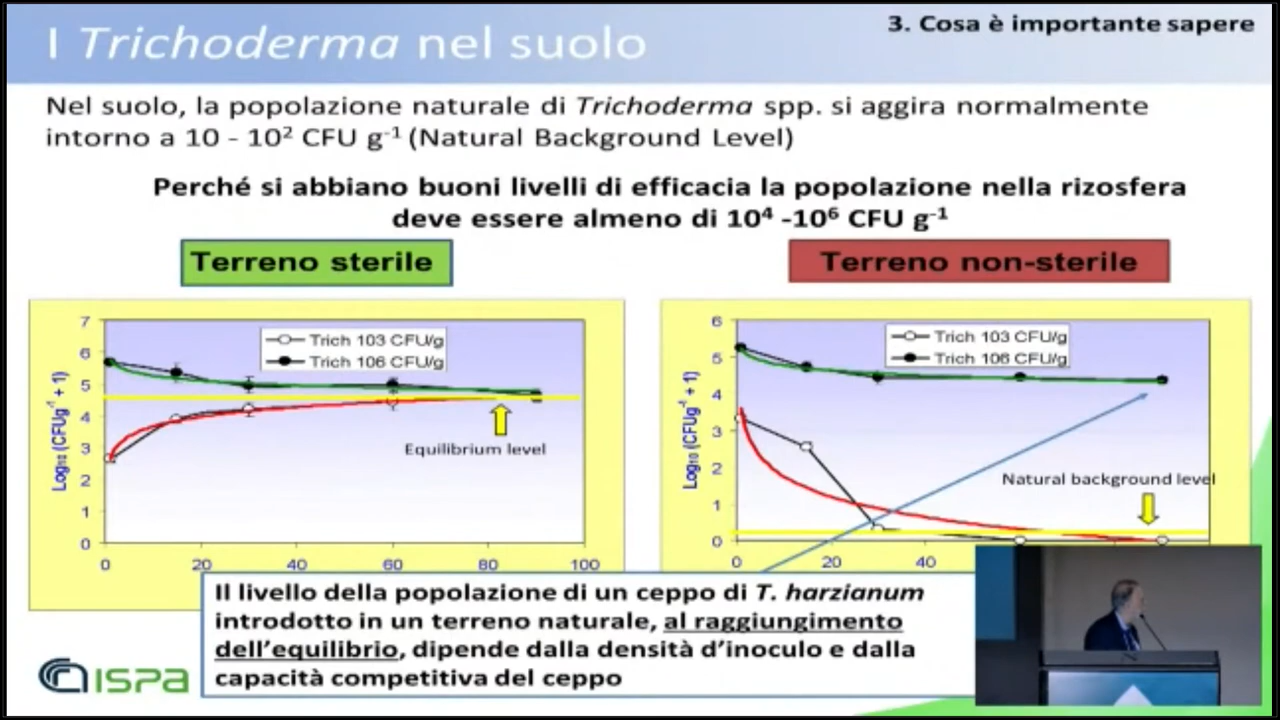 3. Cosa è importante sapere
I Trichoderma nel suolo
Nel suolo, la popolazione naturale di Trichoderma spp. si aggira normalmente
intorno a 10 - 10² CFU g⁻¹ (Natural Background Level)
Perché si abbiano buoni livelli di efficacia la popolazione nella rizosfera
deve essere almeno di 10⁴ -10⁶ CFU g⁻¹
Terreno sterile
Terreno non-sterile
7
6
5
4
3
2
1
0
Log₁₀ (CFUg⁻¹ + 1)
Trich 103 CFU/g
Trich 106 CFU/g
Equilibrium level
0 20 40 60 80 100
6
5
4
3
2
1
0
Log₁₀ (CFUg⁻¹ + 1)
Trich 103 CFU/g
Trich 106 CFU/g
Natural background level
0 20 40
Il livello della popolazione di un ceppo di T. harzianum
introdotto in un terreno naturale, al raggiungimento
dell'equilibrio, dipende dalla densità d'inoculo e dalla
capacità competitiva del ceppo
ISPA